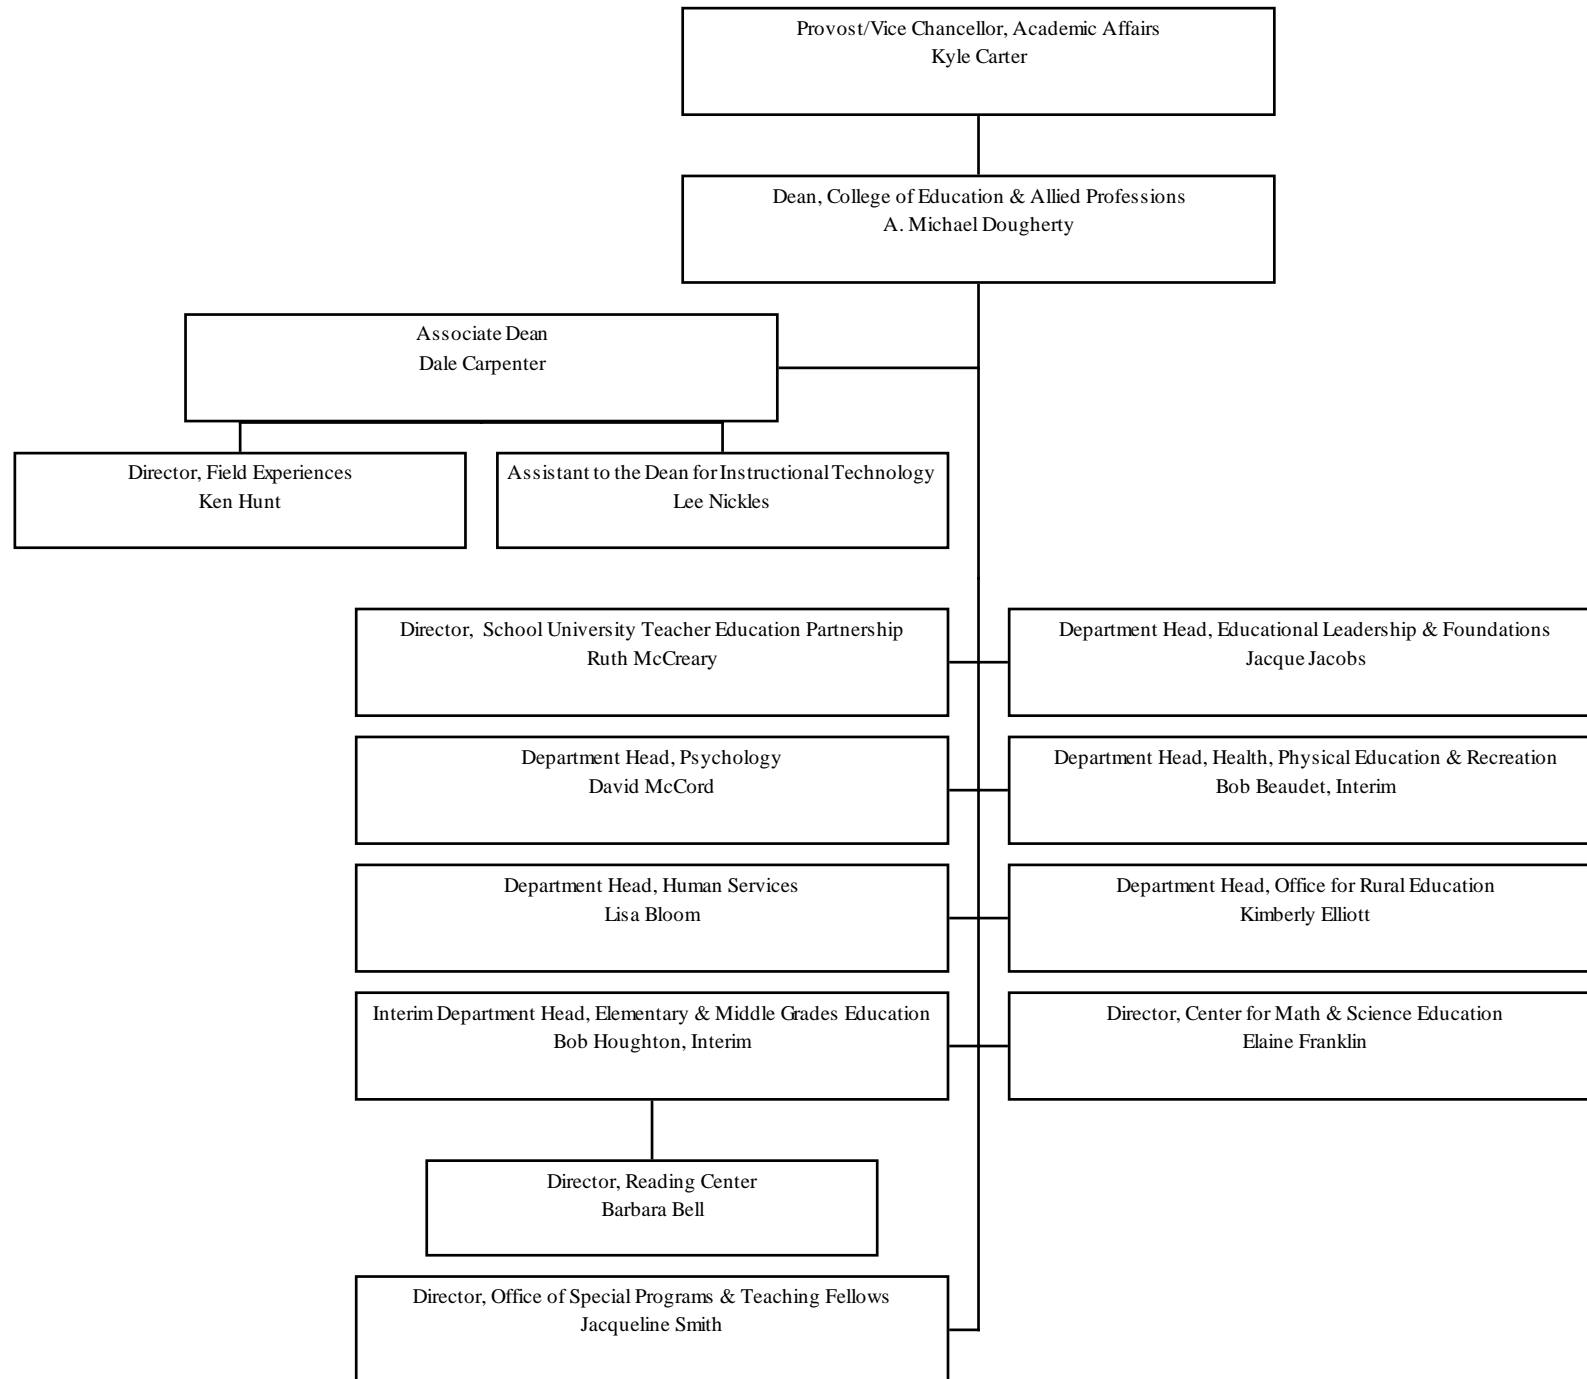 Provost/Vice Chancellor, Academic Affairs
Kyle Carter
Dean, College of Education & Allied Professions
A. Michael Dougherty
Associate Dean
Dale Carpenter
Director, Field Experiences
Ken Hunt
Assistant to the Dean for Instructional Technology
Lee Nickles
Director, School University Teacher Education Partnership
Ruth McCreary
Department Head, Educational Leadership & Foundations
Jacque Jacobs
Department Head, Psychology
David McCord
Department Head, Health, Physical Education & Recreation
Bob Beaudet, Interim
Department Head, Human Services
Lisa Bloom
Department Head, Office for Rural Education
Kimberly Elliott
Interim Department Head, Elementary & Middle Grades Education
Bob Houghton, Interim
Director, Center for Math & Science Education
Elaine Franklin
Director, Reading Center
Barbara Bell
Director, Office of Special Programs & Teaching Fellows
Jacqueline Smith